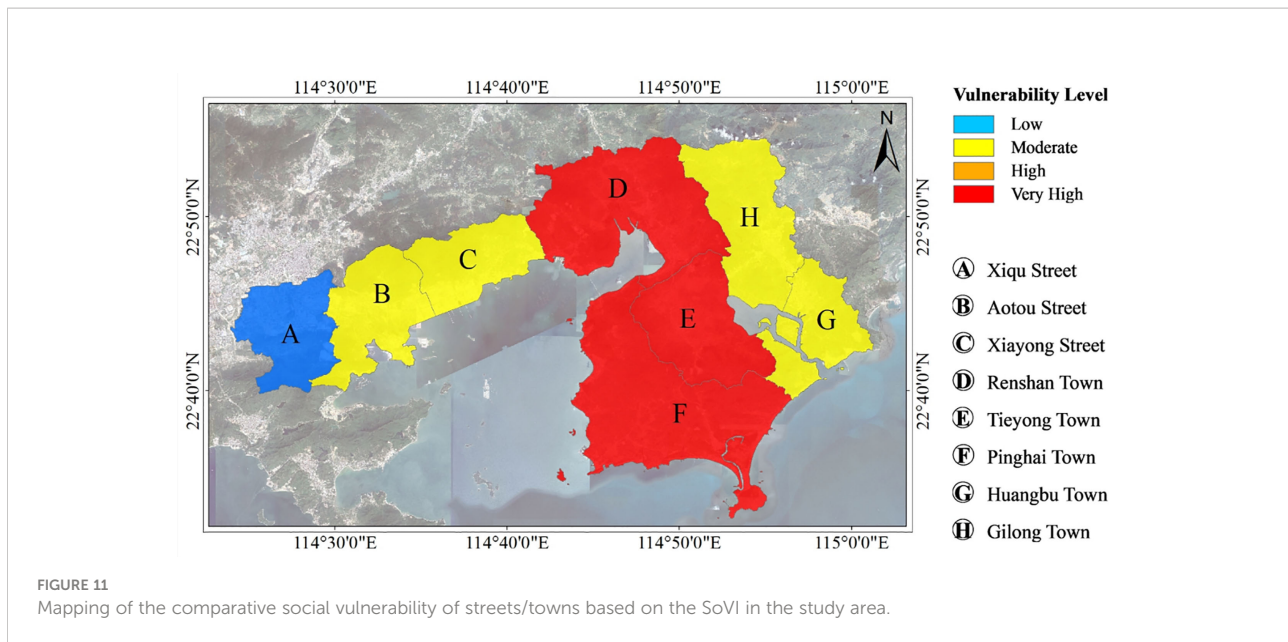 114°30'0"E 114°40'0"E 114°50'0"E 115°0'0"E
Vulnerability Level
Low
Moderate
High
Very High
N
22°50'0"N
22°50'0"N
22°40'0"N
22°40'0"N
A
B
C
D
E
F
G
H
A Xiqu Street
B Aotou Street
C Xiayong Street
D Renshan Town
E Tieyong Town
F Pinghai Town
G Huangbu Town
H Gilong Town
114°30'0"E 114°40'0"E 114°50'0"E 115°0'0"E
FIGURE 11
Mapping of the comparative social vulnerability of streets/towns based on the SoVI in the study area.